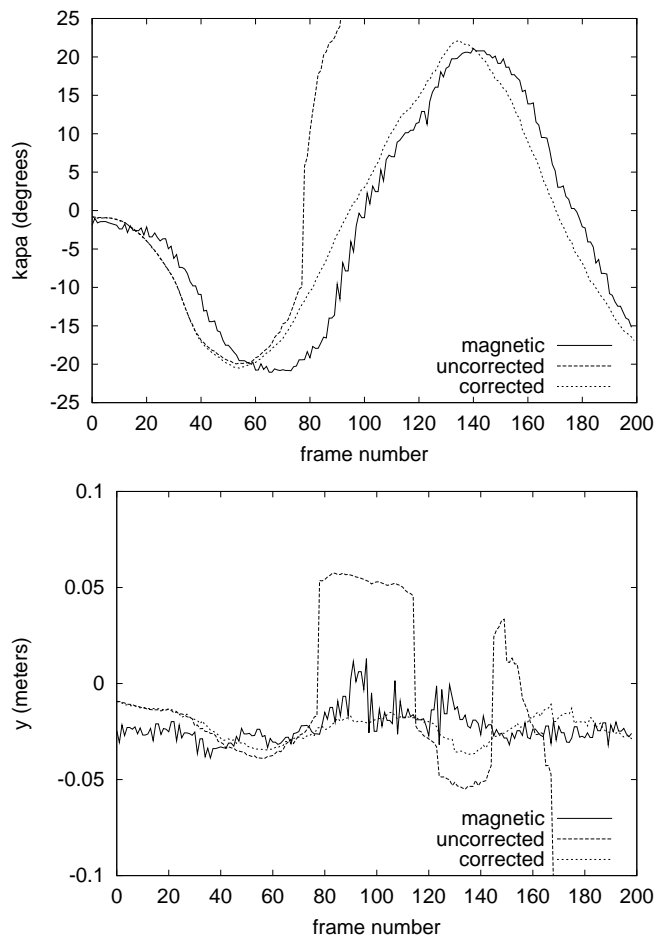 25
20
15
10
5
0
-5
-10
-15
-20
-25
kapa (degrees)
magnetic
uncorrected
corrected
0 20 40 60 80 100 120 140 160 180 200
frame number
0.1
0.05
0
-0.05
-0.1
y (meters)
magnetic
uncorrected
corrected
0 20 40 60 80 100 120 140 160 180 200
frame number